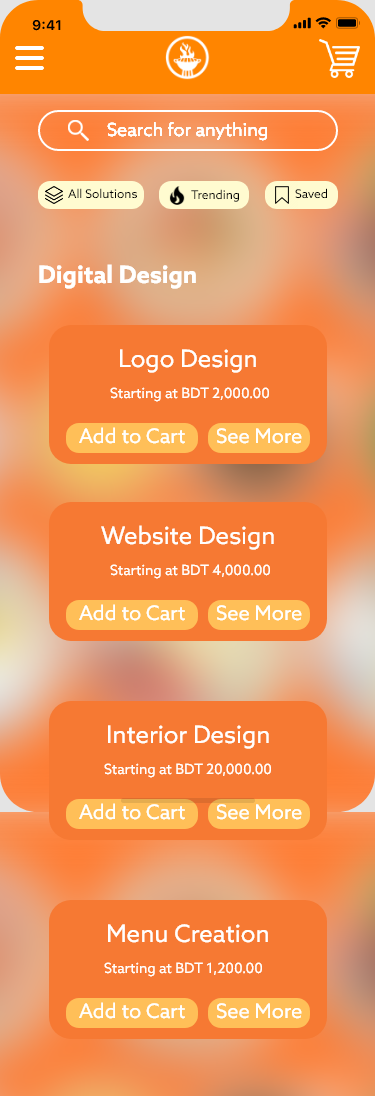 9:41
Search for anything
All Solutions Trending Saved
Digital Design
Logo Design
Starting at BDT 2,000.00
Add to Cart See More
Website Design
Starting at BDT 4,000.00
Add to Cart See More
Interior Design
Starting at BDT 20,000.00
Add to Cart See More
Menu Creation
Starting at BDT 1,200.00
Add to Cart See More